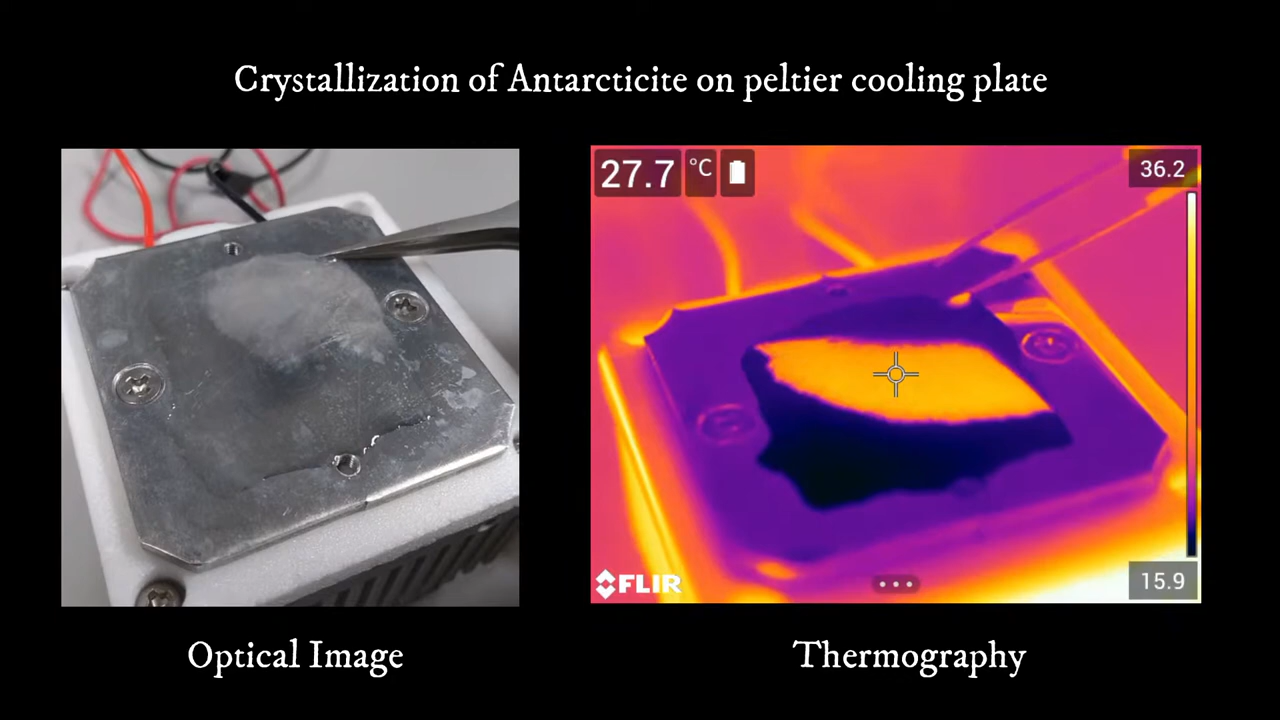 Crystallization of Antarcticite on peltier cooling plate
27.7 °C
36.2
FLIR
15.9
Optical Image
Thermography